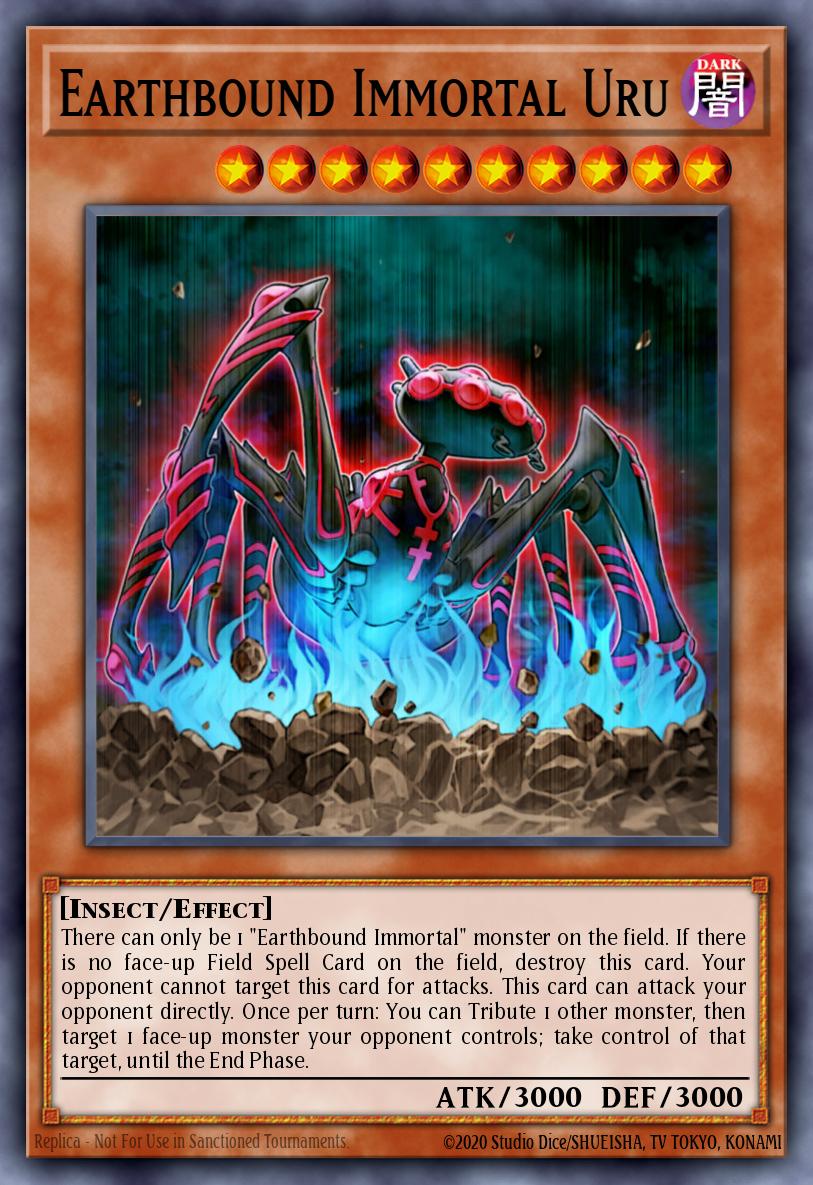 Earthbound Immortal Uru
DARK
闇
[Insect/Effect]
There can only be 1 "Earthbound Immortal" monster on the field. If there
is no face-up Field Spell Card on the field, destroy this card. Your
opponent cannot target this card for attacks. This card can attack your
opponent directly. Once per turn: You can Tribute 1 other monster, then
target 1 face-up monster your opponent controls; take control of that
target, until the End Phase.
ATK/3000 DEF/3000
Replica - Not For Use in Sanctioned Tournaments.
©2020 Studio Dice/SHUEISHA, TV TOKYO, KONAMI